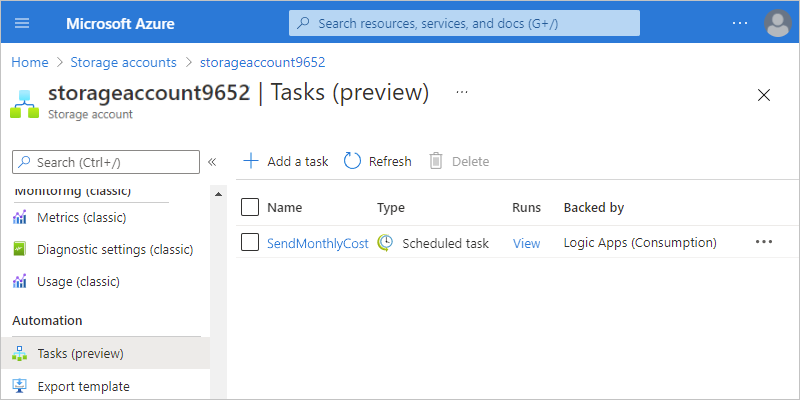 Microsoft Azure
Search resources, services, and docs (G+/)
Home > Storage accounts > storageaccount9652
storageaccount9652 | Tasks (preview)
Storage account
Search (Ctrl+/)
Add a task
Refresh
Delete
Monitoring (classic)
Metrics (classic)
Diagnostic settings (classic)
Usage (classic)
Automation
Tasks (preview)
Export template
Name Type Runs Backed by
SendMonthlyCost Scheduled task View Logic Apps (Consumption)